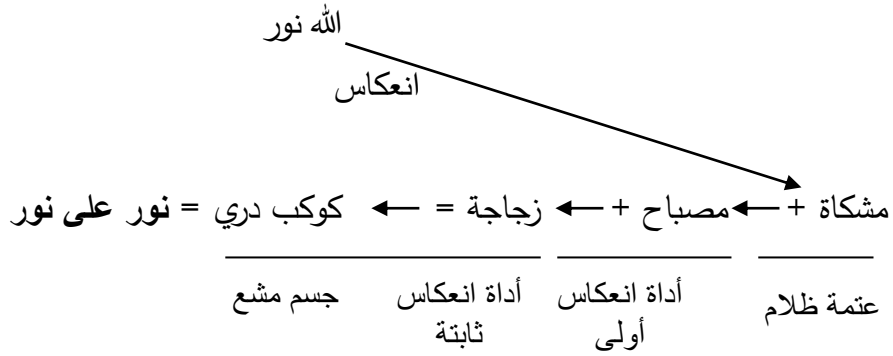 الله نور
انعكاس
مشكاة + مصباح + زجاجة = كوكب دري = نور على نور
عتمة ظلام
أداة انعكاس أولى
أداة انعكاس ثابتة
جسم مشع